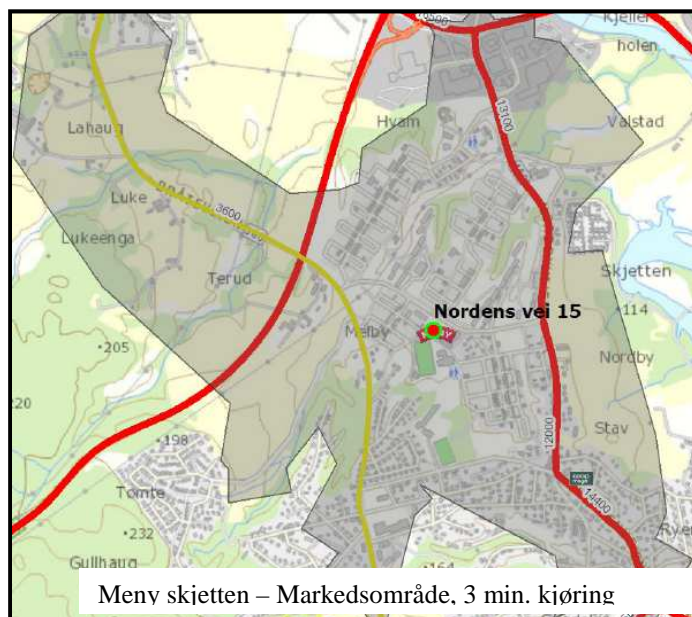 Kjeller
holen
Hvam
Valstad
Lahaug
13100
Luke
3600
Lukeenga
Terud
Skjetten
Nordens vei 15
114
Melby
205
Nordby
220
Stav
12000
198
14400
Tomte
232
Gullhaug
164
Meny skjetten – Markedsområde, 3 min. kjøring